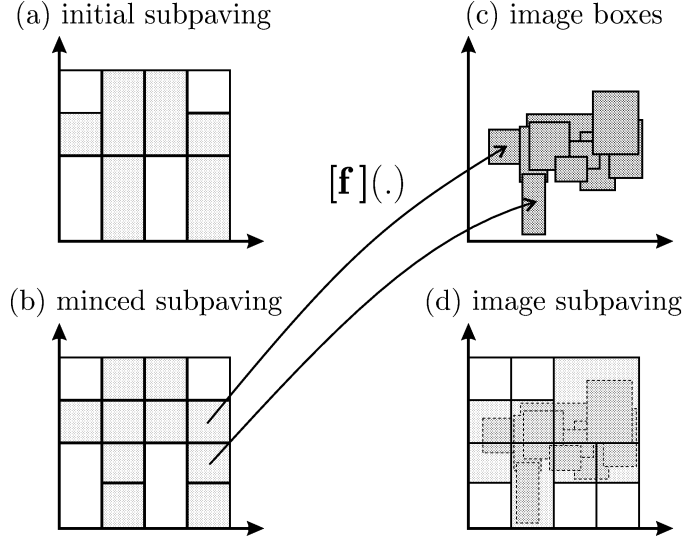 (a) initial subpaving
(c) image boxes
[f ](.)
(b) minced subpaving
(d) image subpaving